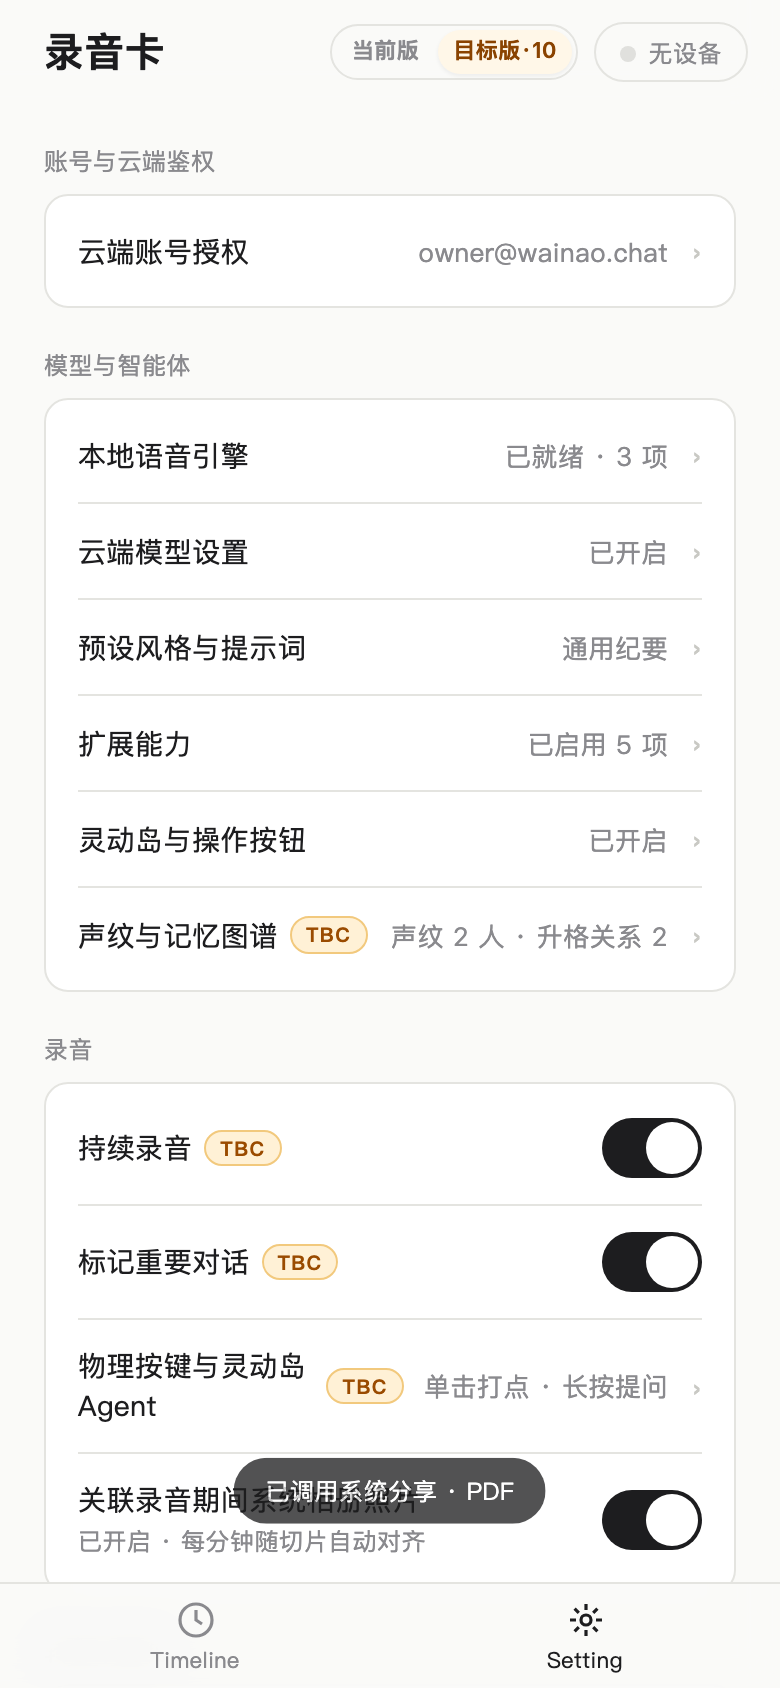 录音卡
当前版
目标版·10
无设备
账号与云端鉴权
云端账号授权
owner@wainao.chat
模型与智能体
本地语音引擎
已就绪 · 3 项
云端模型设置
已开启
预设风格与提示词
通用纪要
扩展能力
已启用 5 项
灵动岛与操作按钮
已开启
声纹与记忆图谱
TBC
声纹 2 人 · 升格关系 2
录音
持续录音
TBC
标记重要对话
TBC
物理按键与灵动岛
Agent
TBC
单击打点 · 长按提问
关联录音期间系统相册照片
已调用系统分享 · PDF
已开启 · 每分钟随切片自动对齐
Timeline
Setting